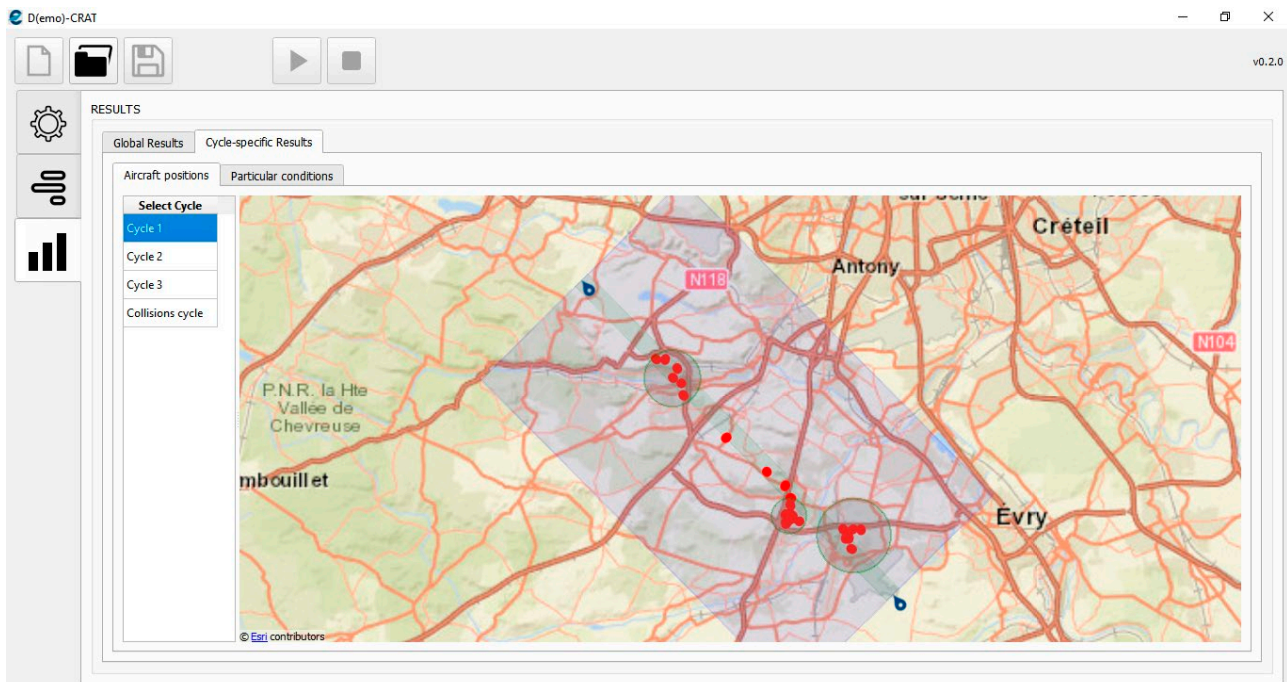 D(emo)-CRAT
v0.2.0
RESULTS
Global Results
Cycle-specific Results
Aircraft positions
Particular conditions
Select Cycle
Cycle 1
Cycle 2
Cycle 3
Collisions cycle
Créteil
Antony
N118
N104
P.N.R. la Hte
Vallée de
Chevreuse
mbouillet
Évry
© Esri contributors